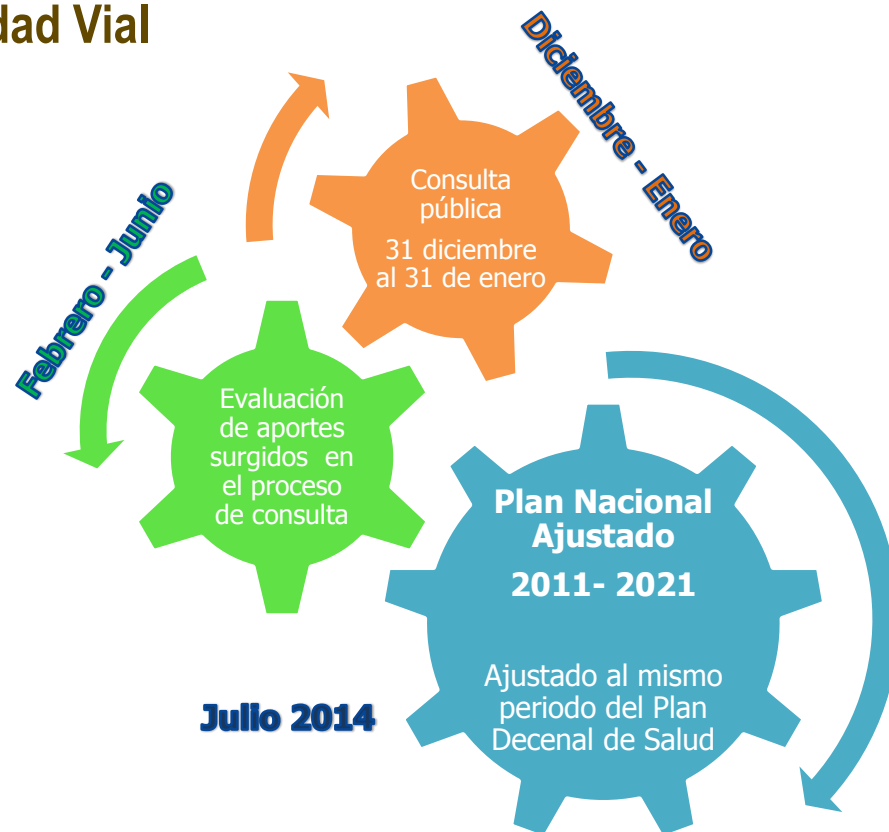 dad Vial
Diciembre - Enero
Consulta
pública
31 diciembre
al 31 de enero
Febrero - Junio
Evaluación
de aportes
surgidos en
el proceso
de consulta
Plan Nacional
Ajustado
2011- 2021
Ajustado al mismo
periodo del Plan
Decenal de Salud
Julio 2014